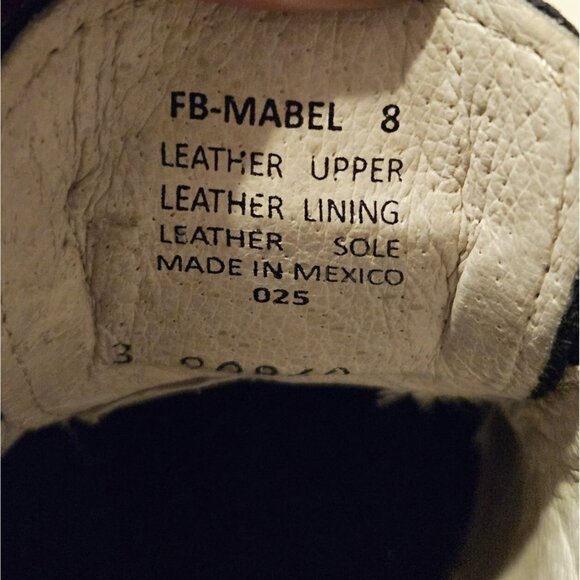 FB-MABEL 8
LEATHER UPPER
LEATHER LINING
LEATHER SOLE
MADE IN MEXICO
025